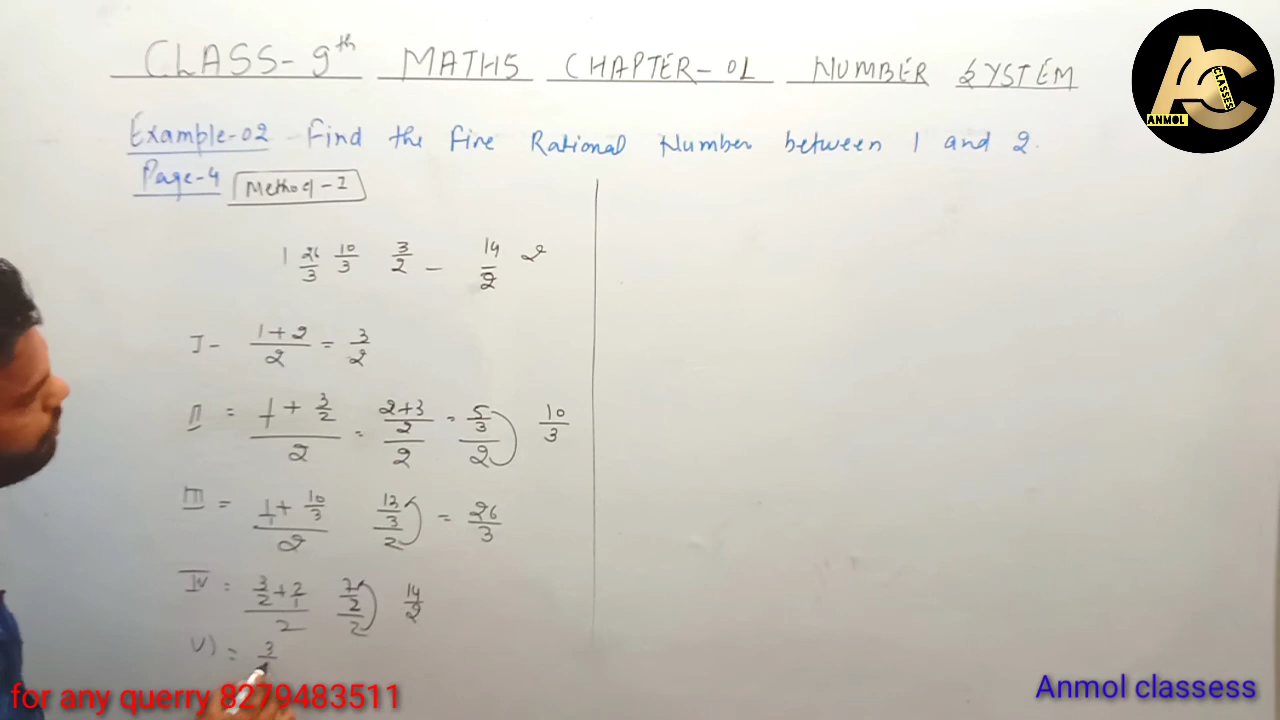 CLASS-9th MATHS CHAPTER-01 NUMBER SYSTEM
AC CLASSES ANMOL
Example-02 Find the Five Rational Number between 1 and 2.
Page-4 Method-I
1 26/3 10/3 3/2 - 14/2 2
I- (1+2)/2 = 3/2
II = (1/1 + 3/2)/2 = ((2+3)/2)/2 = (5/3)/2 10/3
III = (1/1 + 10/3)/2 (13/3)/2 = 26/3
IV = (3/2 + 2/1)/2 (7/2)/2 14/2
V) = 3
for any querry 8279483511
Anmol classess